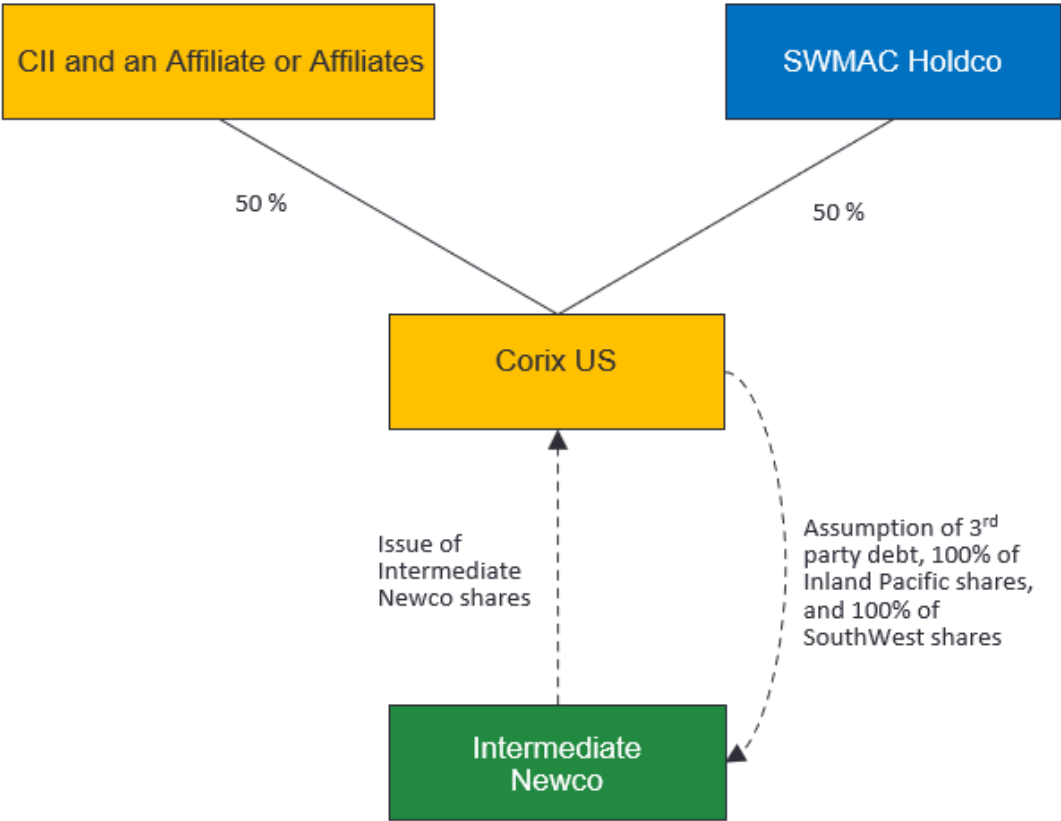 CII and an Affiliate or Affiliates
SWMAC Holdco
50 %
50 %
Corix US
Issue of
Intermediate
Newco shares
Assumption of 3rd
party debt, 100% of
Inland Pacific shares,
and 100% of
SouthWest shares
Intermediate
Newco